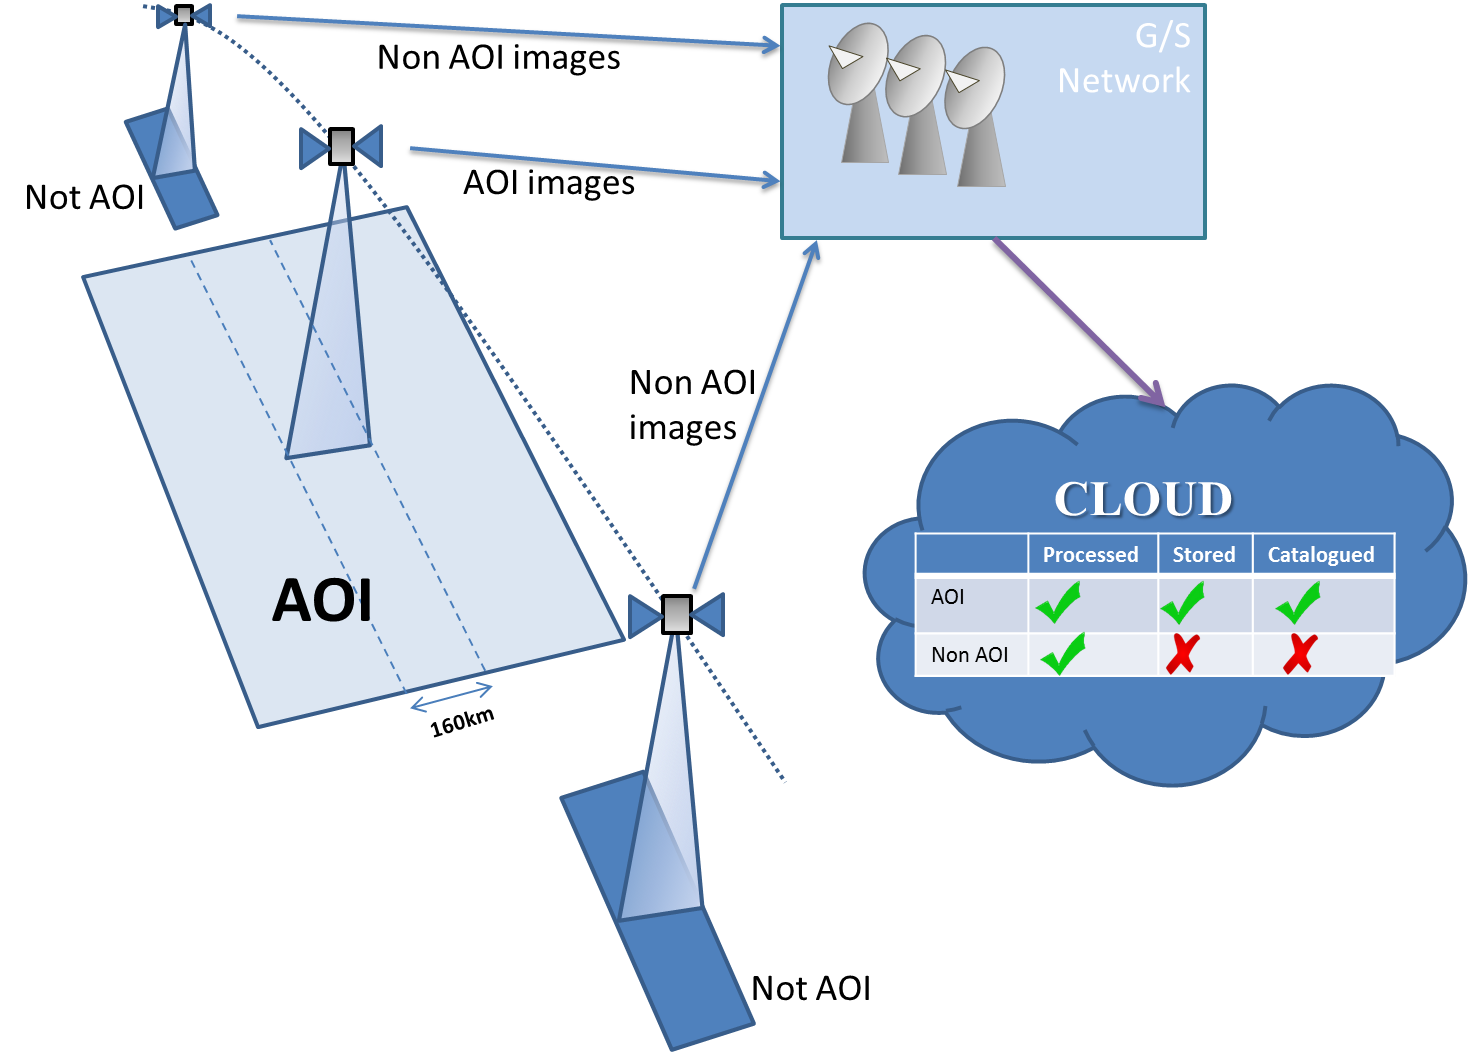 Non AOI images
G/S
Network
AOI images
Not AOI
Non AOI
images
AOI
160km
Not AOI
CLOUD
Processed Stored Catalogued
AOI
Non AOI